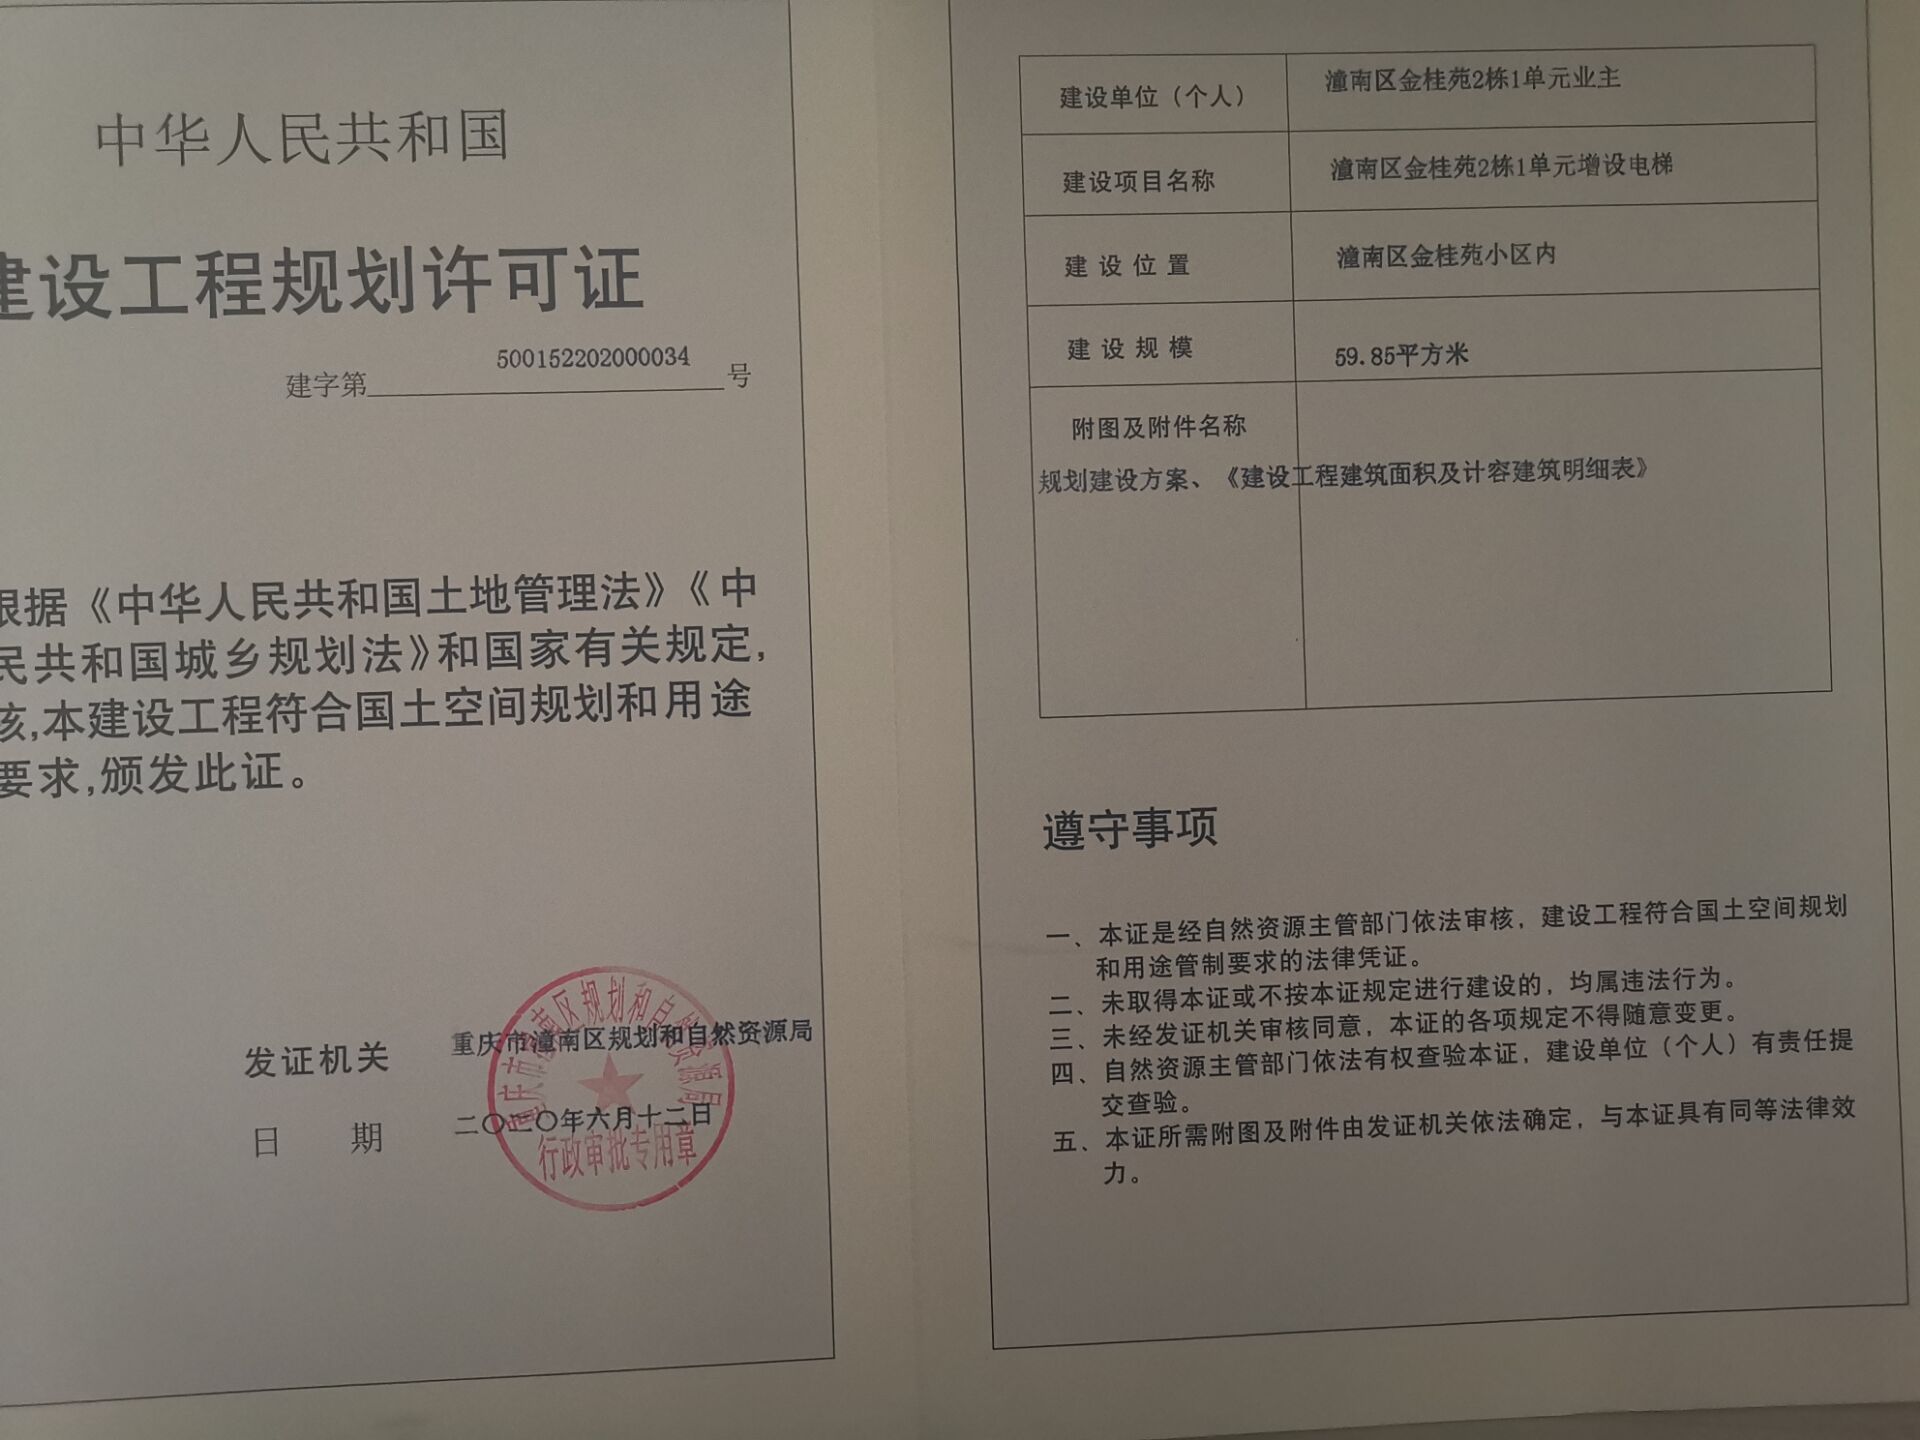 中华人民共和国
建设工程规划许可证
500152202000034
建字第 号
根据《中华人民共和国土地管理法》《中
民共和国城乡规划法》和国家有关规定,
核,本建设工程符合国土空间规划和用途
要求,颁发此证。
发证机关 重庆市潼南区规划和自然资源局
日 期 二〇二〇年六月十二日
重庆市潼南区规划和自然资源局
行政审批专用章
建设单位（个人） 潼南区金桂苑2栋1单元业主
建设项目名称 潼南区金桂苑2栋1单元增设电梯
建设位置 潼南区金桂苑小区内
建设规模 59.85平方米
附图及附件名称
规划建设方案、《建设工程建筑面积及计容建筑明细表》
遵守事项
一、本证是经自然资源主管部门依法审核，建设工程符合国土空间规划
和用途管制要求的法律凭证。
二、未取得本证或不按本证规定进行建设的，均属违法行为。
三、未经发证机关审核同意，本证的各项规定不得随意变更。
四、自然资源主管部门依法有权查验本证，建设单位（个人）有责任提
交查验。
五、本证所需附图及附件由发证机关依法确定，与本证具有同等法律效
力。